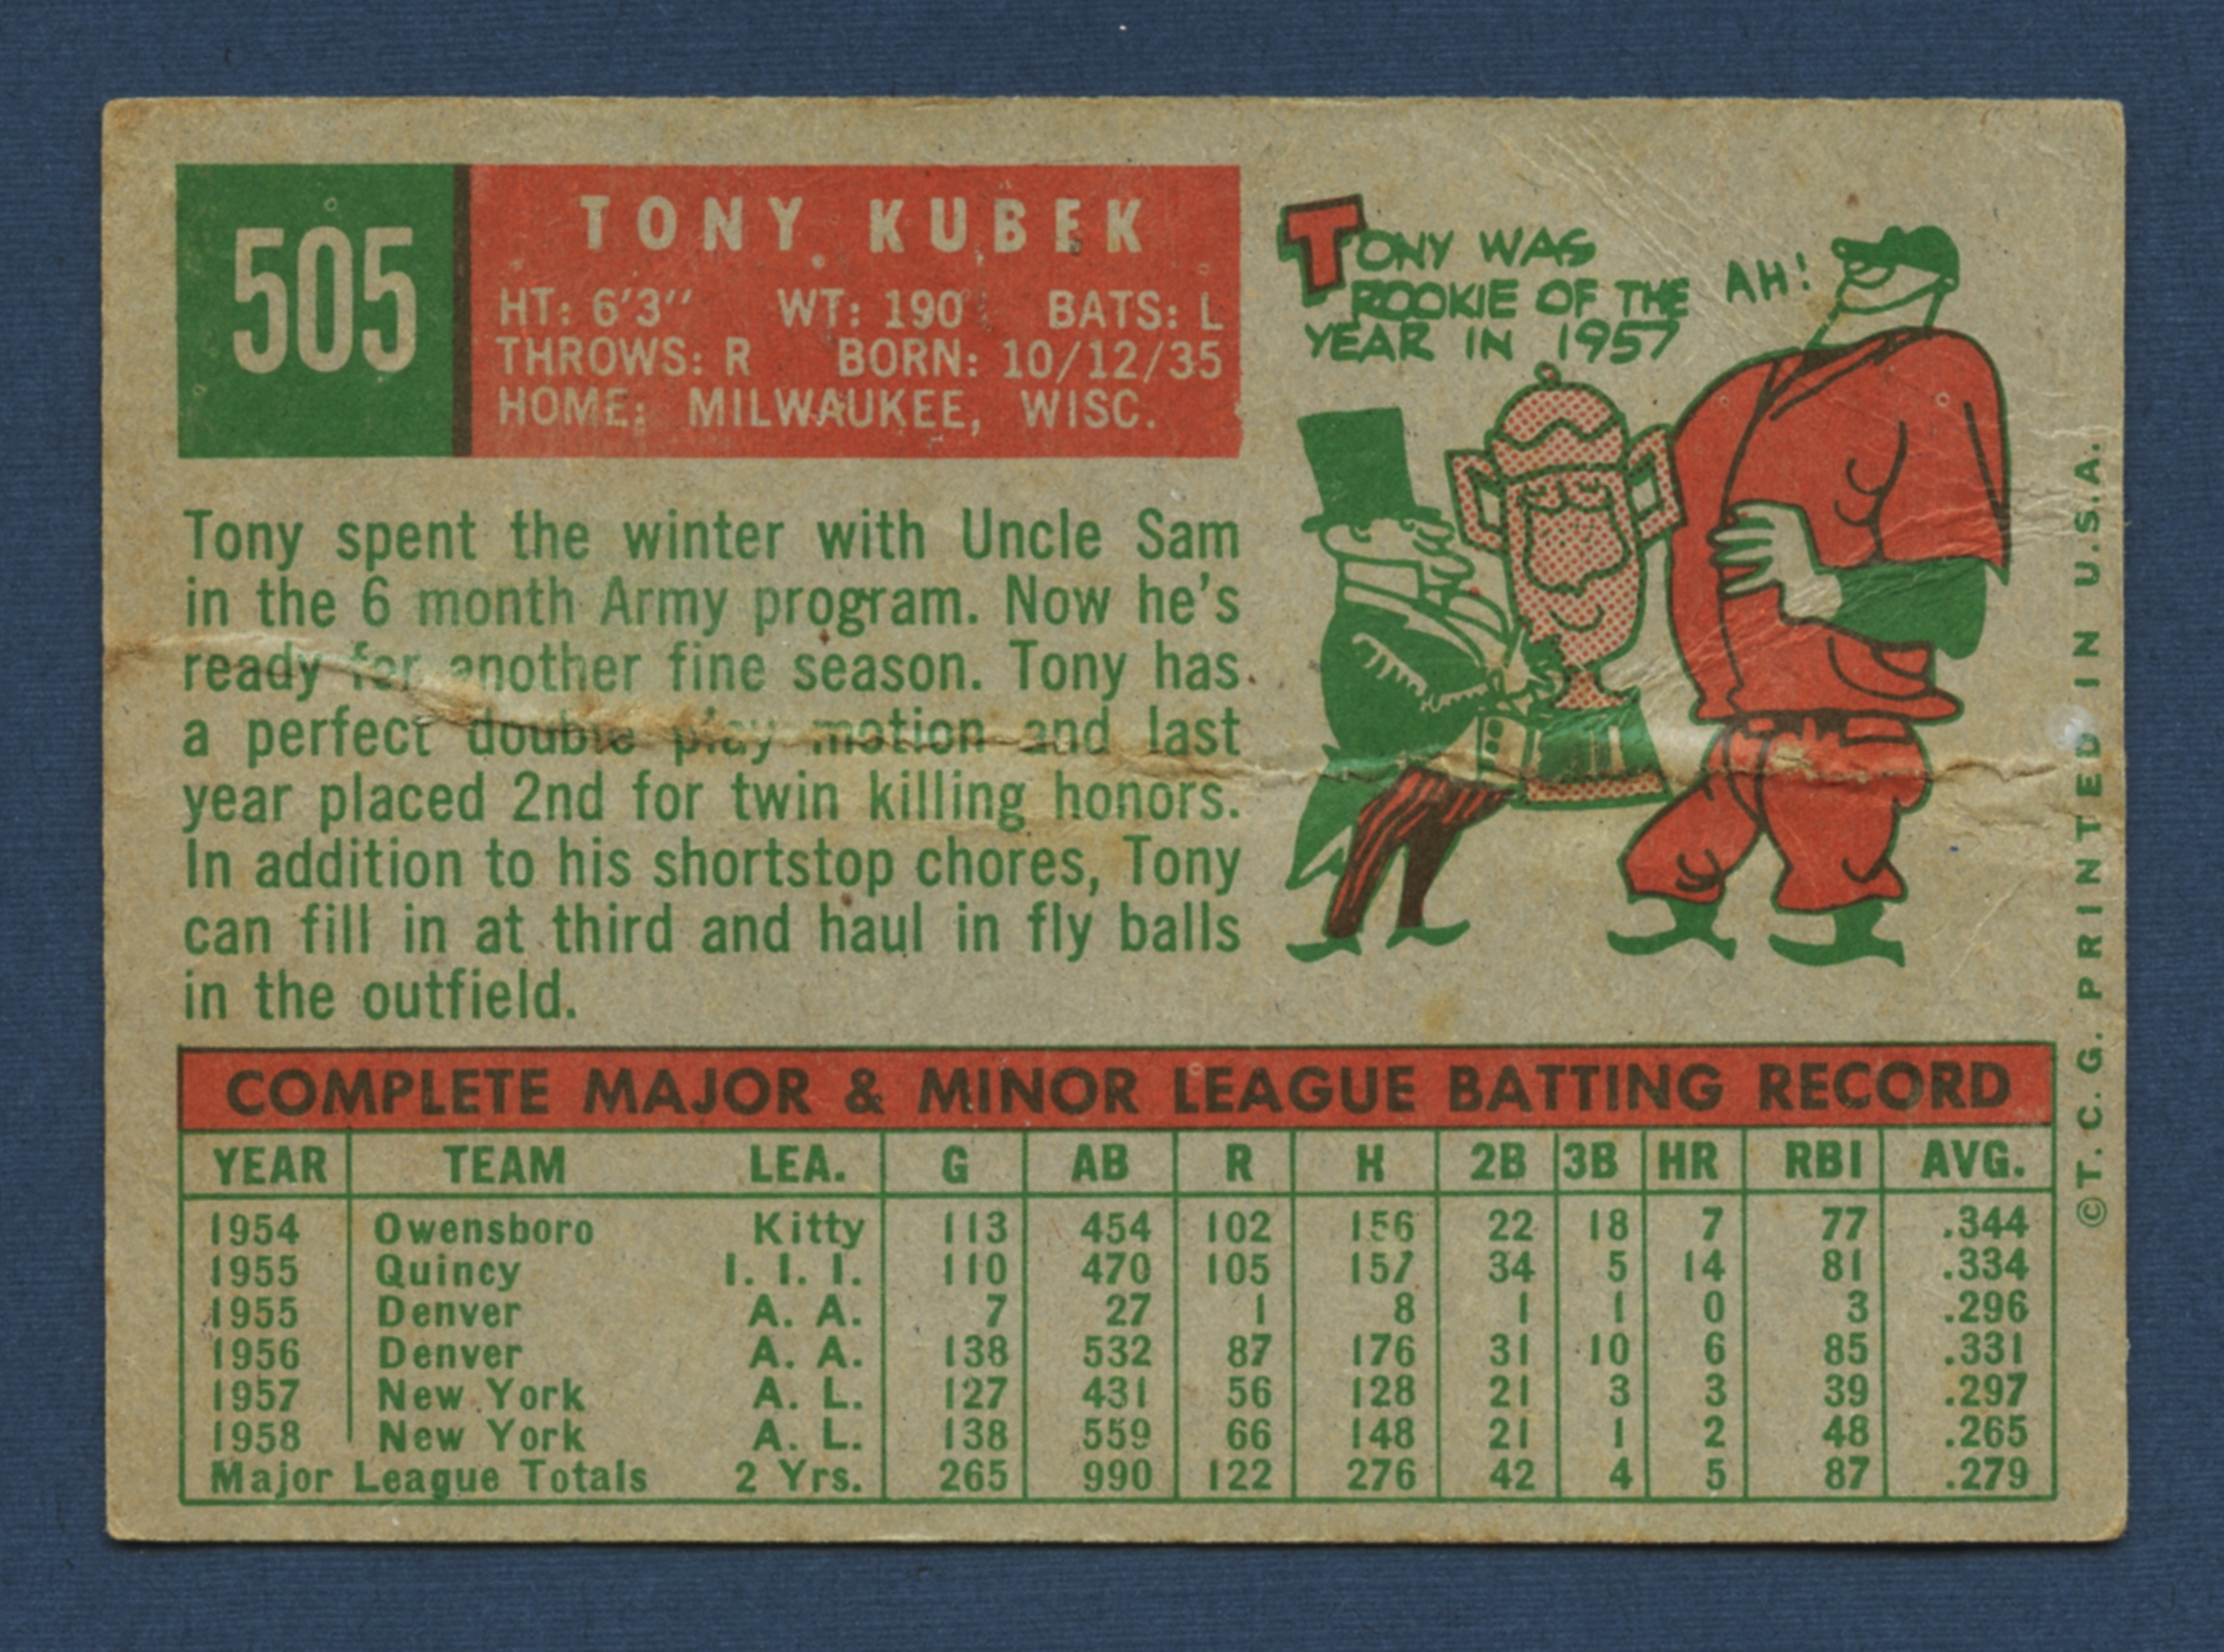 505
TONY KUBEK
HT: 6'3" WT: 190 BATS: L
THROWS: R BORN: 10/12/35
HOME: MILWAUKEE, WISC.
TONY WAS
ROOKIE OF THE
YEAR IN 1957
AH!
Tony spent the winter with Uncle Sam
in the 6 month Army program. Now he's
ready for another fine season. Tony has
a perfect double play motion and last
year placed 2nd for twin killing honors.
In addition to his shortstop chores, Tony
can fill in at third and haul in fly balls
in the outfield.
COMPLETE MAJOR & MINOR LEAGUE BATTING RECORD
YEAR TEAM LEA. G AB R H 2B 3B HR RBI AVG.
1954 Owensboro Kitty 113 454 102 156 22 18 7 77 .344
1955 Quincy I. I. I. 110 470 105 157 34 5 14 81 .334
1955 Denver A. A. 7 27 1 8 1 1 0 3 .296
1956 Denver A. A. 138 532 87 176 31 10 6 85 .331
1957 New York A. L. 127 431 56 128 21 3 3 39 .297
1958 New York A. L. 138 559 66 148 21 1 2 48 .265
Major League Totals 2 Yrs. 265 990 122 276 42 4 5 87 .279
©T. C. G. PRINTED IN U.S.A.